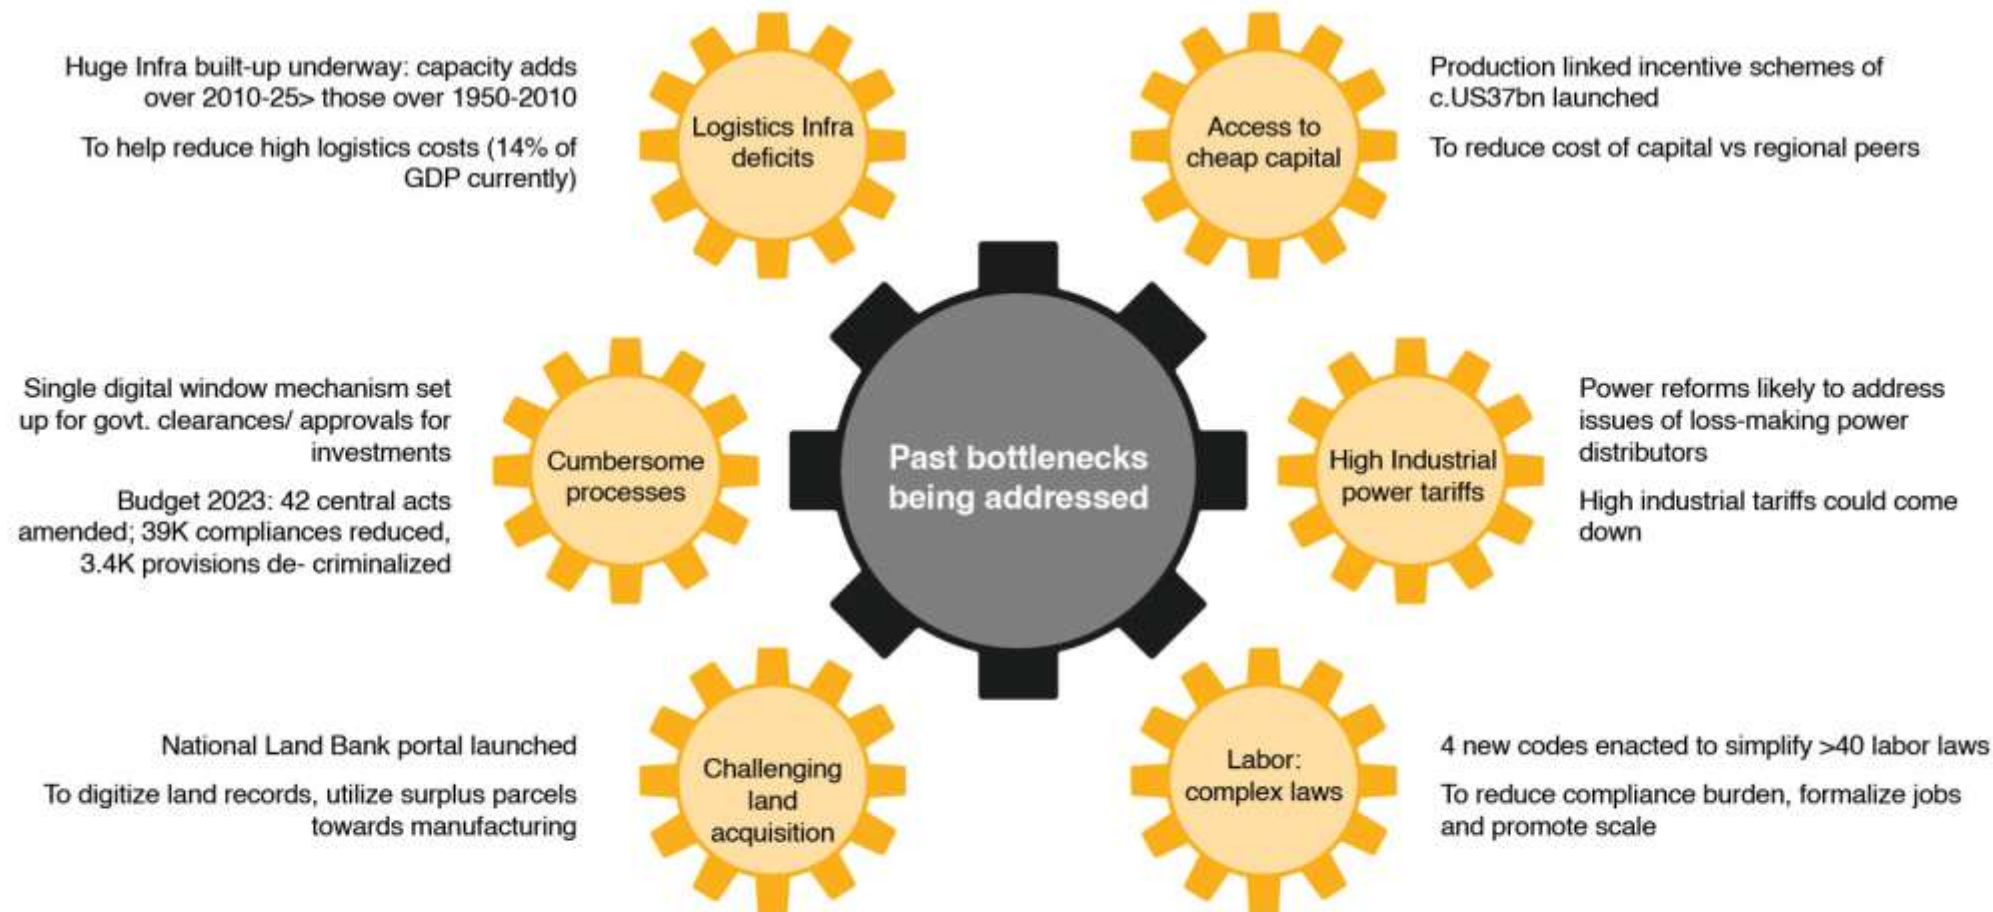 Huge Infra built-up underway: capacity adds
over 2010-25> those over 1950-2010
To help reduce high logistics costs (14% of
GDP currently)
Logistics Infra
deficits
Access to
cheap capital
Production linked incentive schemes of
c.US37bn launched
To reduce cost of capital vs regional peers
Single digital window mechanism set
up for govt. clearances/ approvals for
investments
Budget 2023: 42 central acts
amended; 39K compliances reduced,
3.4K provisions de- criminalized
Cumbersome
processes
Past bottlenecks
being addressed
High Industrial
power tariffs
Power reforms likely to address
issues of loss-making power
distributors
High industrial tariffs could come
down
National Land Bank portal launched
To digitize land records, utilize surplus parcels
towards manufacturing
Challenging
land
acquisition
Labor:
complex laws
4 new codes enacted to simplify >40 labor laws
To reduce compliance burden, formalize jobs
and promote scale